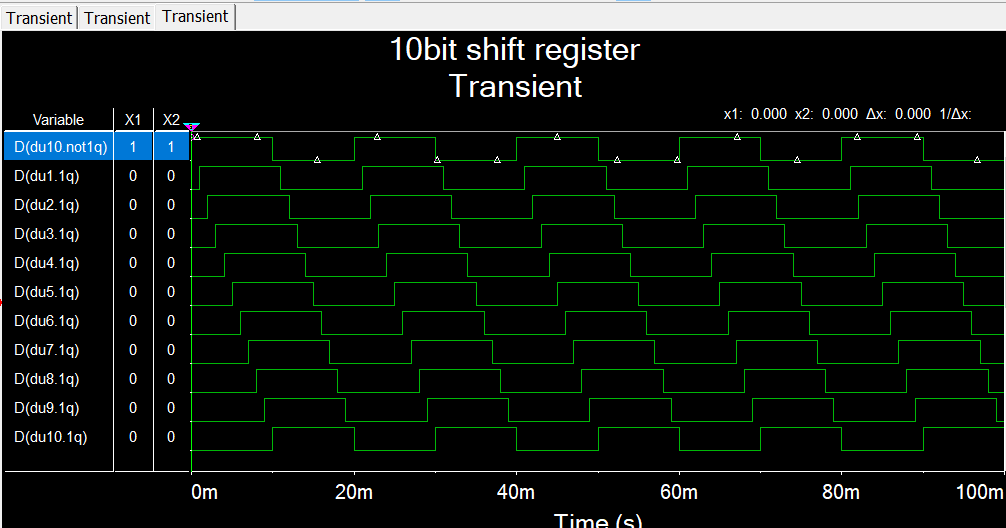 Transient Transient Transient
10bit shift register
Transient
x1: 0.000 x2: 0.000 Δx: 0.000 1/Δx:
Variable X1 X2
D(du10.not1q) 1 1
D(du1.1q) 0 0
D(du2.1q) 0 0
D(du3.1q) 0 0
D(du4.1q) 0 0
D(du5.1q) 0 0
D(du6.1q) 0 0
D(du7.1q) 0 0
D(du8.1q) 0 0
D(du9.1q) 0 0
D(du10.1q) 0 0
0m 20m 40m 60m 80m 100m
Time (s)